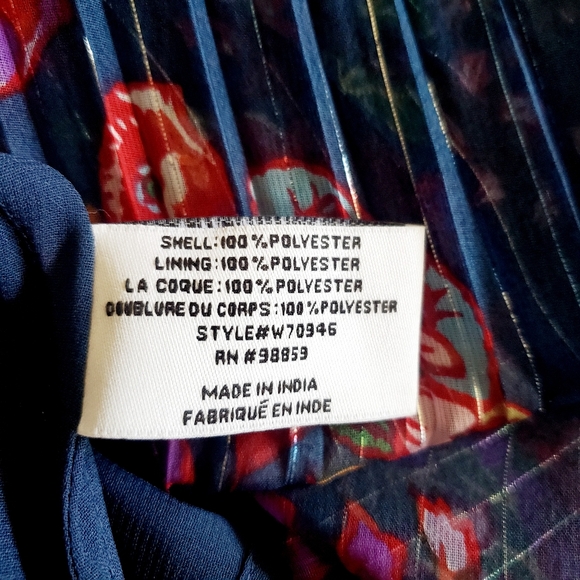 SHELL:100%POLYESTER
LINING:100%POLYESTER
LA COQUE:100%POLYESTER
DOUBLURE DU CORPS:100%POLYESTER
STYLE#W70946
RN #98859
MADE IN INDIA
FABRIQUÉ EN INDE